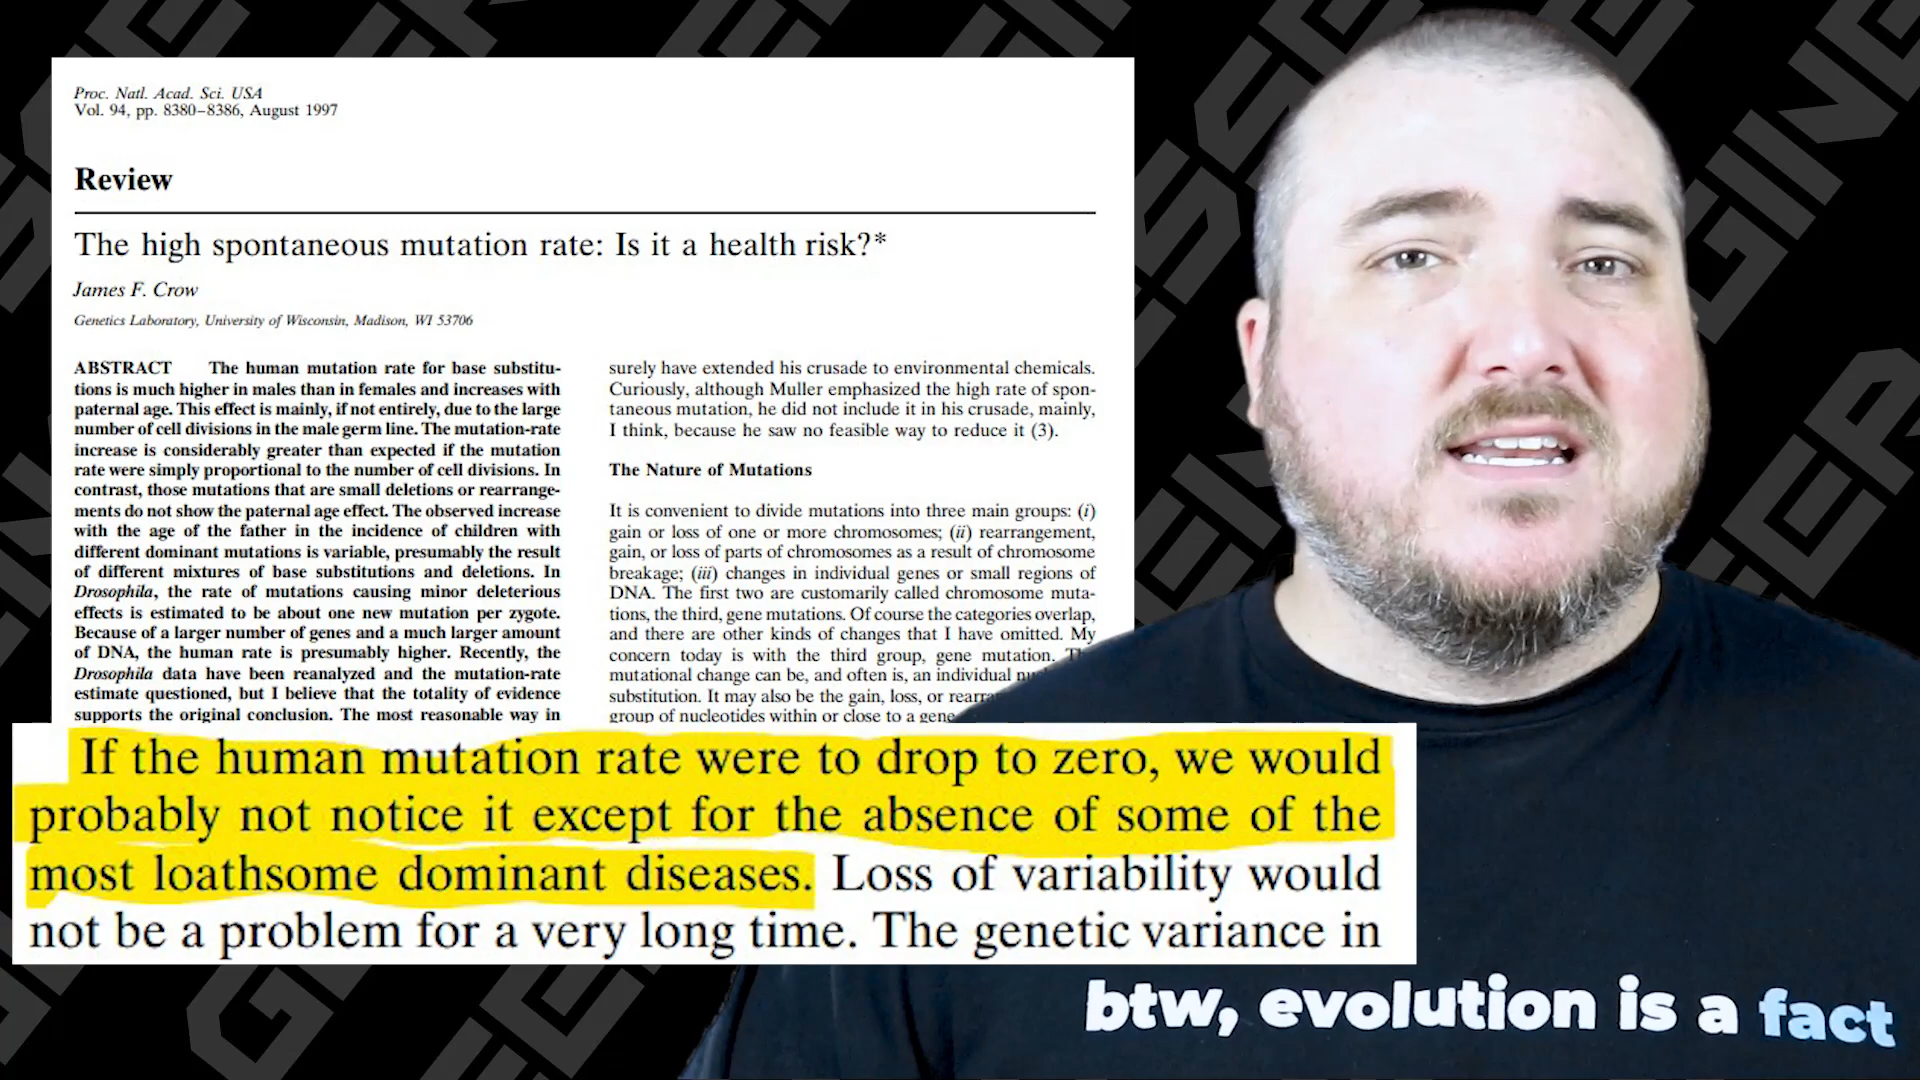 Proc. Natl. Acad. Sci. USA
Vol. 94, pp. 8380–8386, August 1997
Review
The high spontaneous mutation rate: Is it a health risk?*
James F. Crow
Genetics Laboratory, University of Wisconsin, Madison, WI 53706
ABSTRACT The human mutation rate for base substitu-
tions is much higher in males than in females and increases with
paternal age. This effect is mainly, if not entirely, due to the large
number of cell divisions in the male germ line. The mutation-rate
increase is considerably greater than expected if the mutation
rate were simply proportional to the number of cell divisions. In
contrast, those mutations that are small deletions or rearrange-
ments do not show the paternal age effect. The observed increase
with the age of the father in the incidence of children with
different dominant mutations is variable, presumably the result
of different mixtures of base substitutions and deletions. In
Drosophila, the rate of mutations causing minor deleterious
effects is estimated to be about one new mutation per zygote.
Because of a larger number of genes and a much larger amount
of DNA, the human rate is presumably higher. Recently, the
Drosophila data have been reanalyzed and the mutation-rate
estimate questioned, but I believe that the totality of evidence
supports the original conclusion. The most reasonable way in
surely have extended his crusade to environmental chemicals.
Curiously, although Muller emphasized the high rate of spon-
taneous mutation, he did not include it in his crusade, mainly,
I think, because he saw no feasible way to reduce it (3).
The Nature of Mutations
It is convenient to divide mutations into three main groups: (i)
gain or loss of one or more chromosomes; (ii) rearrangement,
gain, or loss of parts of chromosomes as a result of chromosome
breakage; (iii) changes in individual genes or small regions of
DNA. The first two are customarily called chromosome muta-
tions, the third, gene mutations. Of course the categories overlap,
and there are other kinds of changes that I have omitted. My
concern today is with the third group, gene mutation.
mutational change can be, and often is, an individual
substitution. It may also be the gain, loss, or
group of nucleotides within or close to a gene
If the human mutation rate were to drop to zero, we would
probably not notice it except for the absence of some of the
most loathsome dominant diseases. Loss of variability would
not be a problem for a very long time. The genetic variance in
btw, evolution is a fact